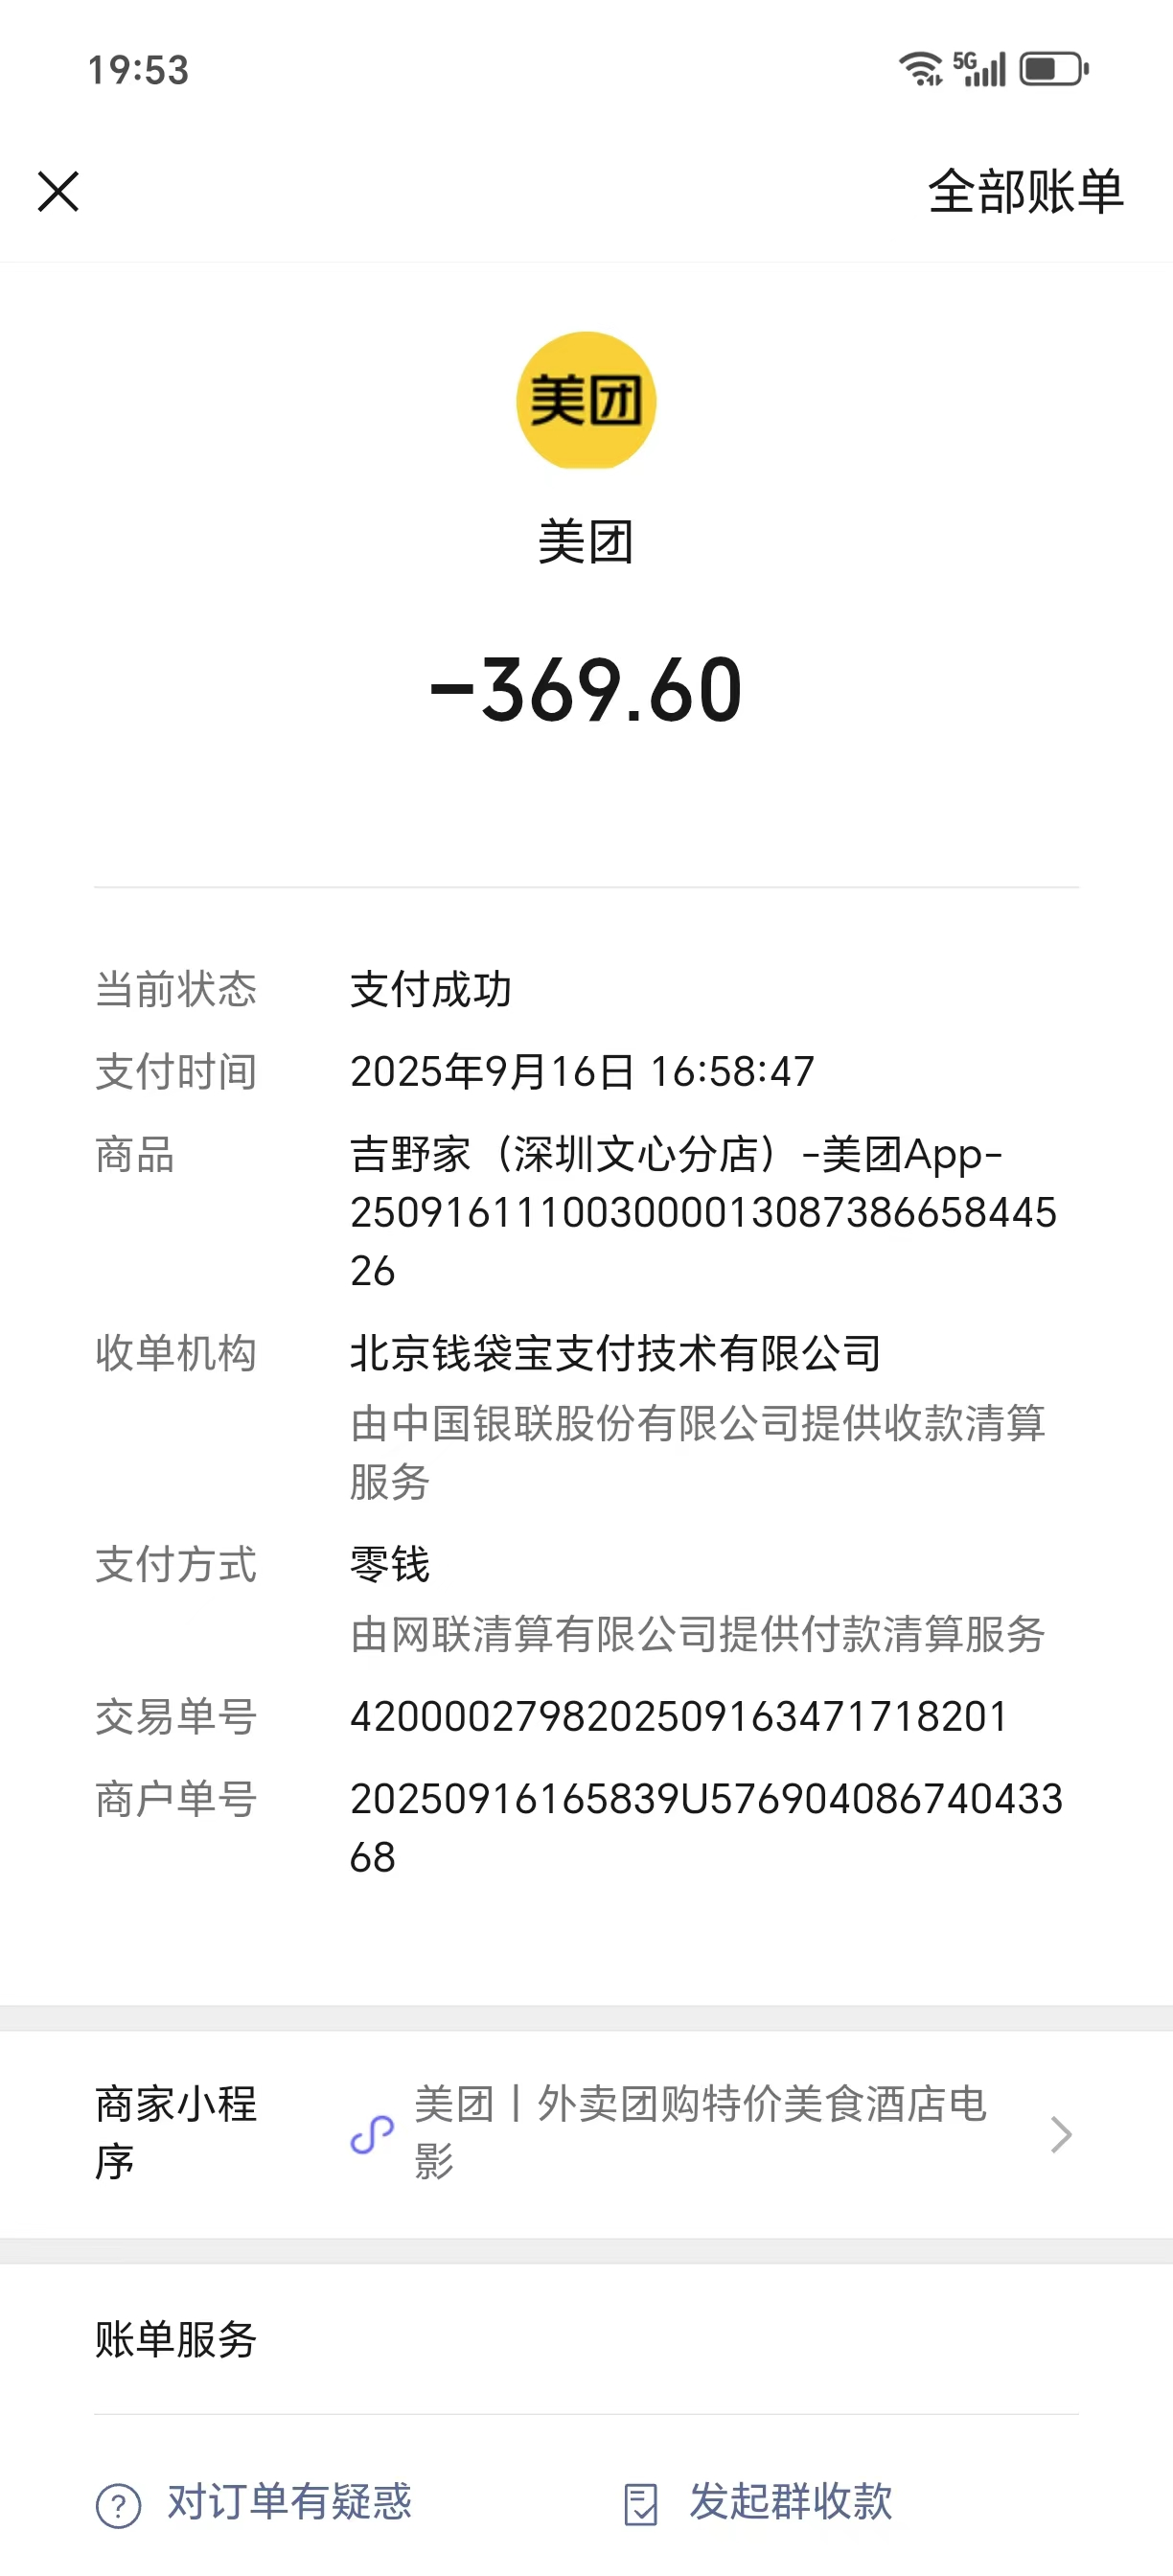 19:53
5G
全部账单
美团
美团
-369.60
当前状态 支付成功
支付时间 2025年9月16日 16:58:47
商品 吉野家（深圳文心分店）-美团App-
25091611100300001308738665844 5
26
收单机构 北京钱袋宝支付技术有限公司
由中国银联股份有限公司提供收款清算
服务
支付方式 零钱
由网联清算有限公司提供付款清算服务
交易单号 4200002798202509163471718201
商户单号 20250916165839U576904086740433
68
商家小程 美团丨外卖团购特价美食酒店电
序 影
账单服务
对订单有疑惑 发起群收款